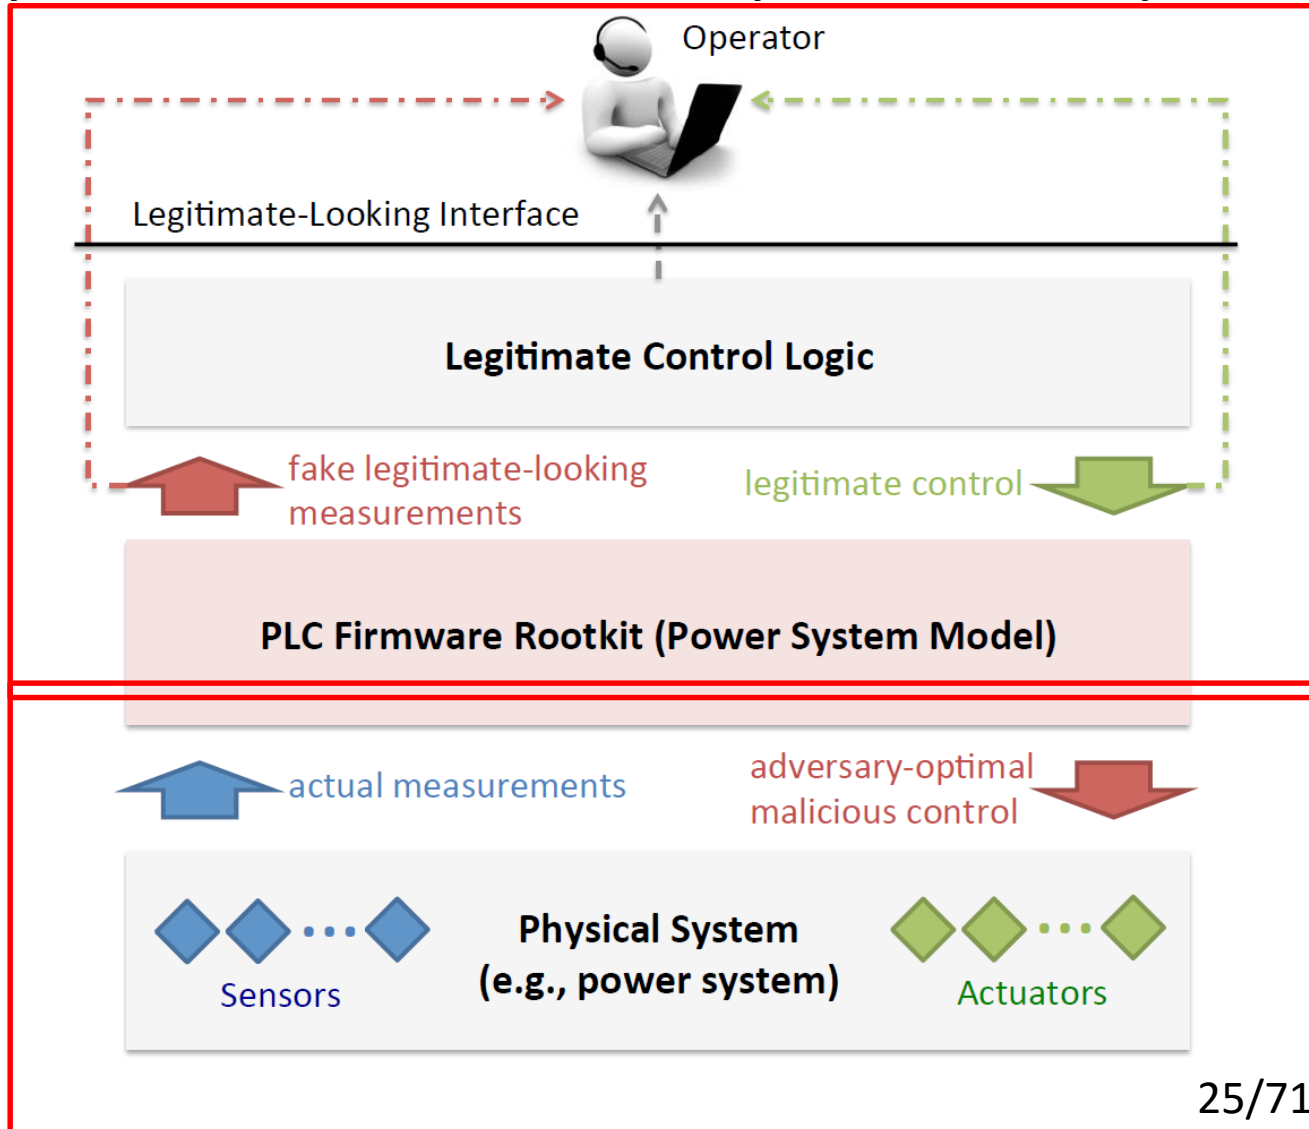 Operator
Legitimate-Looking Interface
Legitimate Control Logic
fake legitimate-looking
measurements
legitimate control
PLC Firmware Rootkit (Power System Model)
actual measurements
adversary-optimal
malicious control
Physical System
(e.g., power system)
Sensors
Actuators
25/71